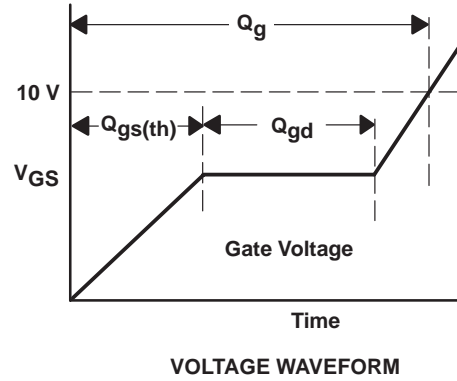 Qg
10 V
Qgs(th)
Qgd
VGS
Gate Voltage
Time
VOLTAGE WAVEFORM